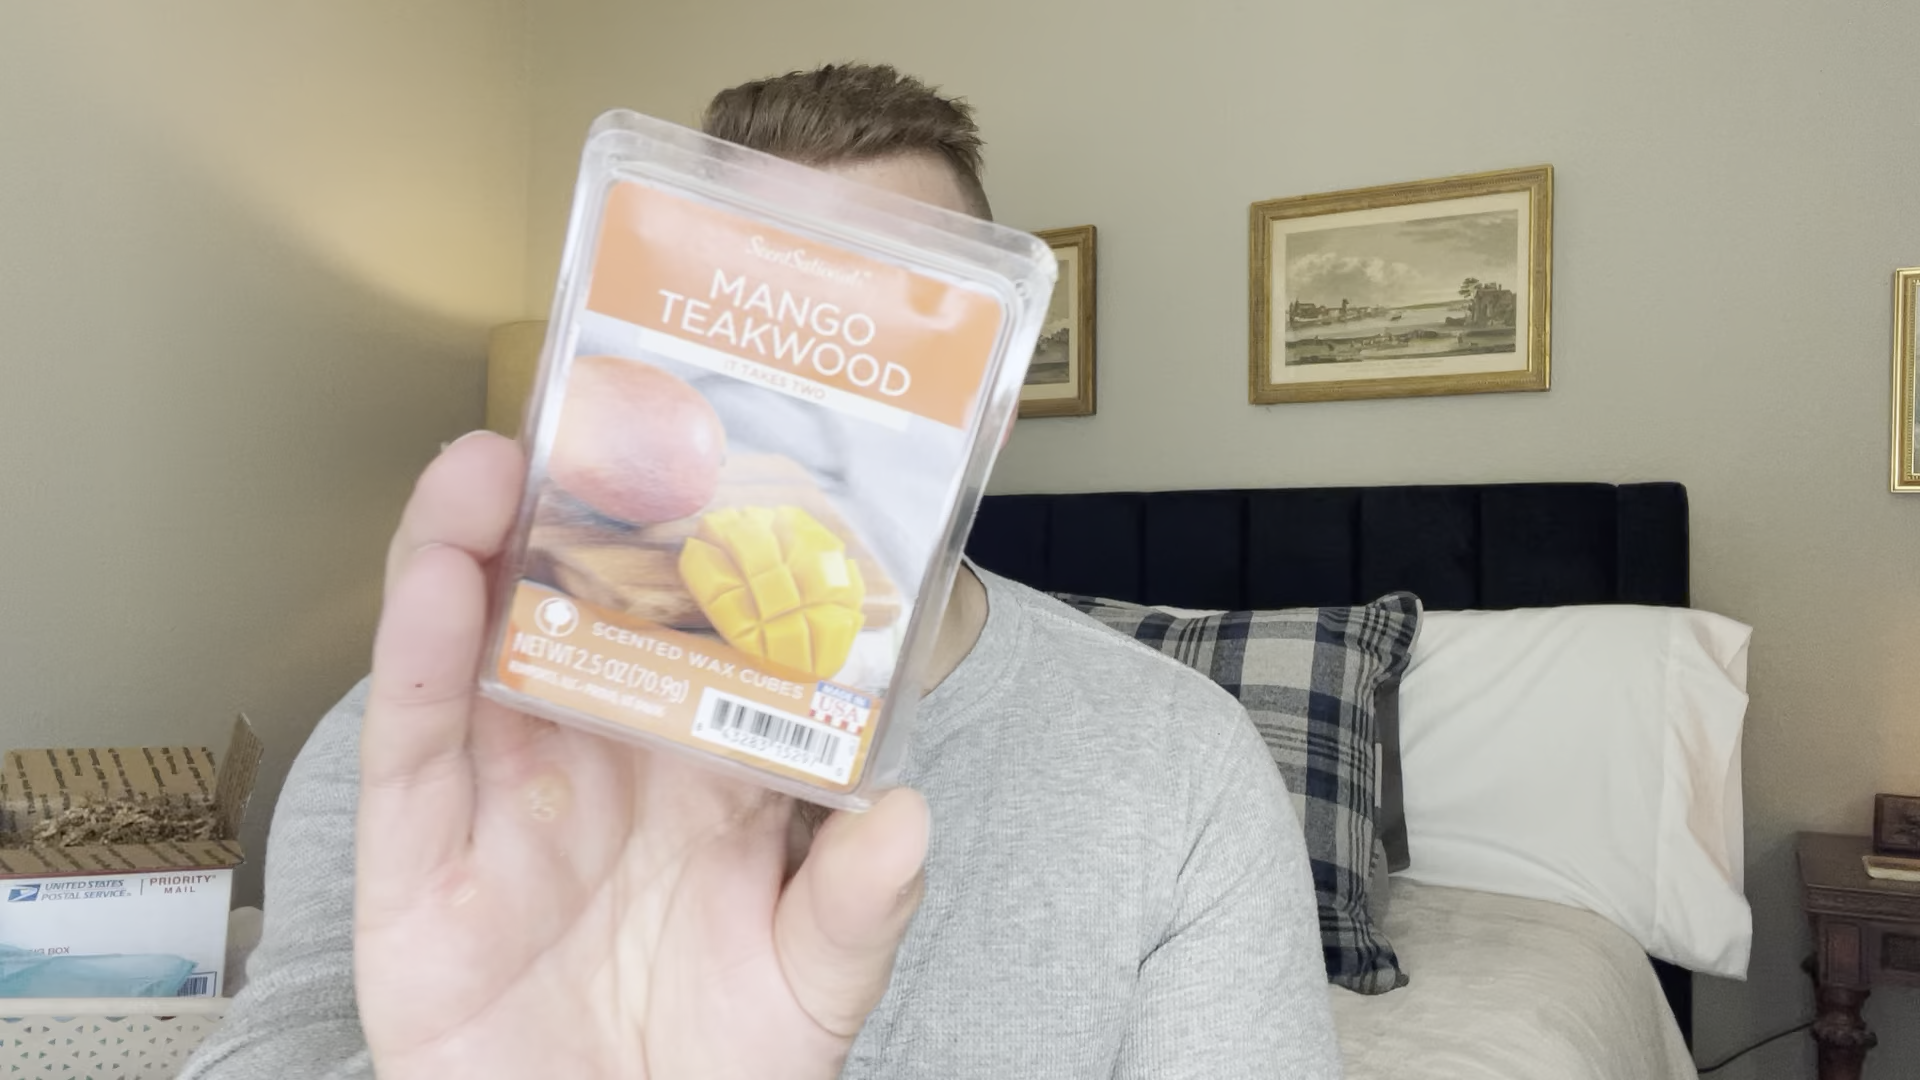 ScentSationals
MANGO
TEAKWOOD
IT TAKES TWO
SCENTED WAX CUBES
NET WT 2.5 OZ (70.9g)
MADE IN
USA
UNITED STATES
POSTAL SERVICE®
PRIORITY®
MAIL
BOX